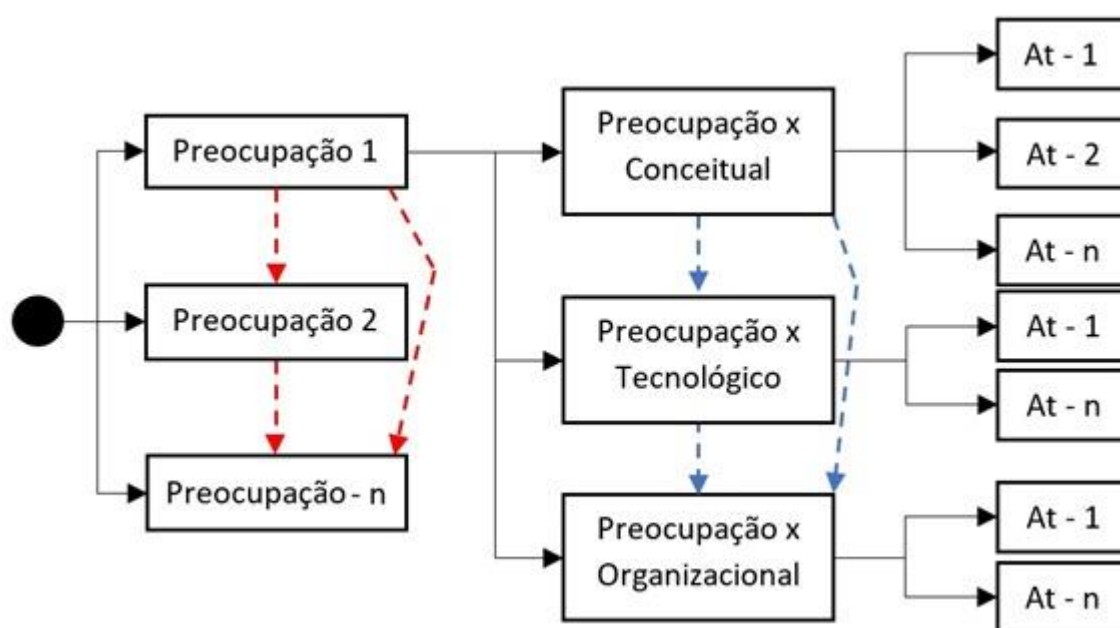 Preocupação 1
Preocupação 2
Preocupação - n
Preocupação x
Conceitual
Preocupação x
Tecnológico
Preocupação x
Organizacional
At - 1
At - 2
At - n
At - 1
At - n
At - 1
At - n